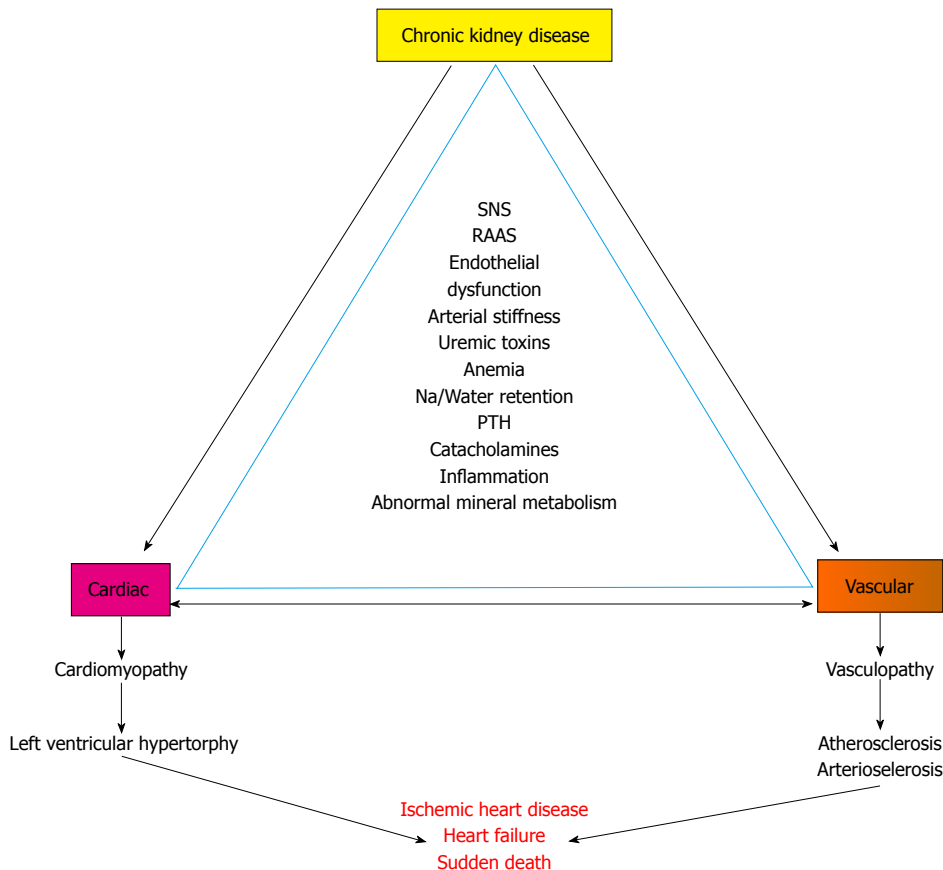 Chronic kidney disease
SNS
RAAS
Endothelial
dysfunction
Arterial stiffness
Uremic toxins
Anemia
Na/Water retention
PTH
Catacholamines
Inflammation
Abnormal mineral metabolism
Cardiac
Vascular
Cardiomyopathy
Vasculopathy
Left ventricular hypertorphy
Atherosclerosis
Arterioselerosis
Ischemic heart disease
Heart failure
Sudden death